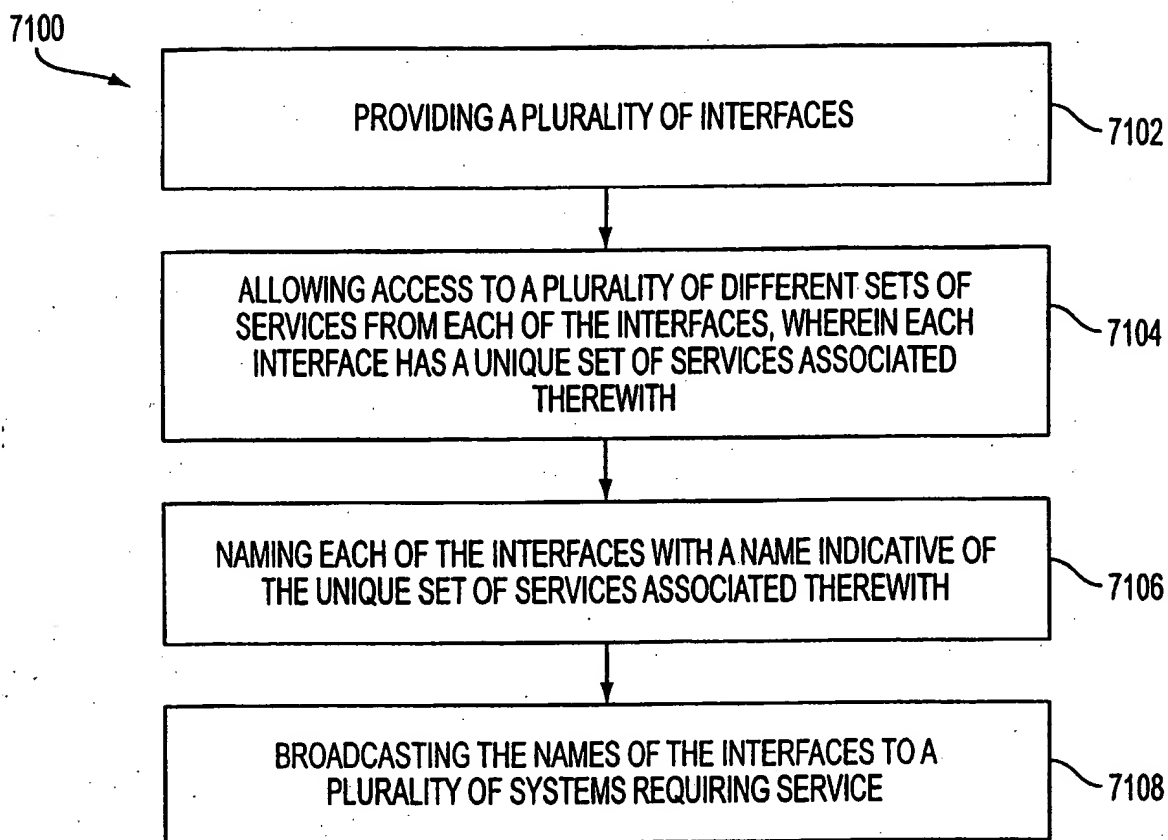 7100
PROVIDING A PLURALITY OF INTERFACES
7102
ALLOWING ACCESS TO A PLURALITY OF DIFFERENT SETS OF
SERVICES FROM EACH OF THE INTERFACES, WHEREIN EACH
INTERFACE HAS A UNIQUE SET OF SERVICES ASSOCIATED
THEREWITH
7104
NAMING EACH OF THE INTERFACES WITH A NAME INDICATIVE OF
THE UNIQUE SET OF SERVICES ASSOCIATED THEREWITH
7106
BROADCASTING THE NAMES OF THE INTERFACES TO A
PLURALITY OF SYSTEMS REQUIRING SERVICE
7108